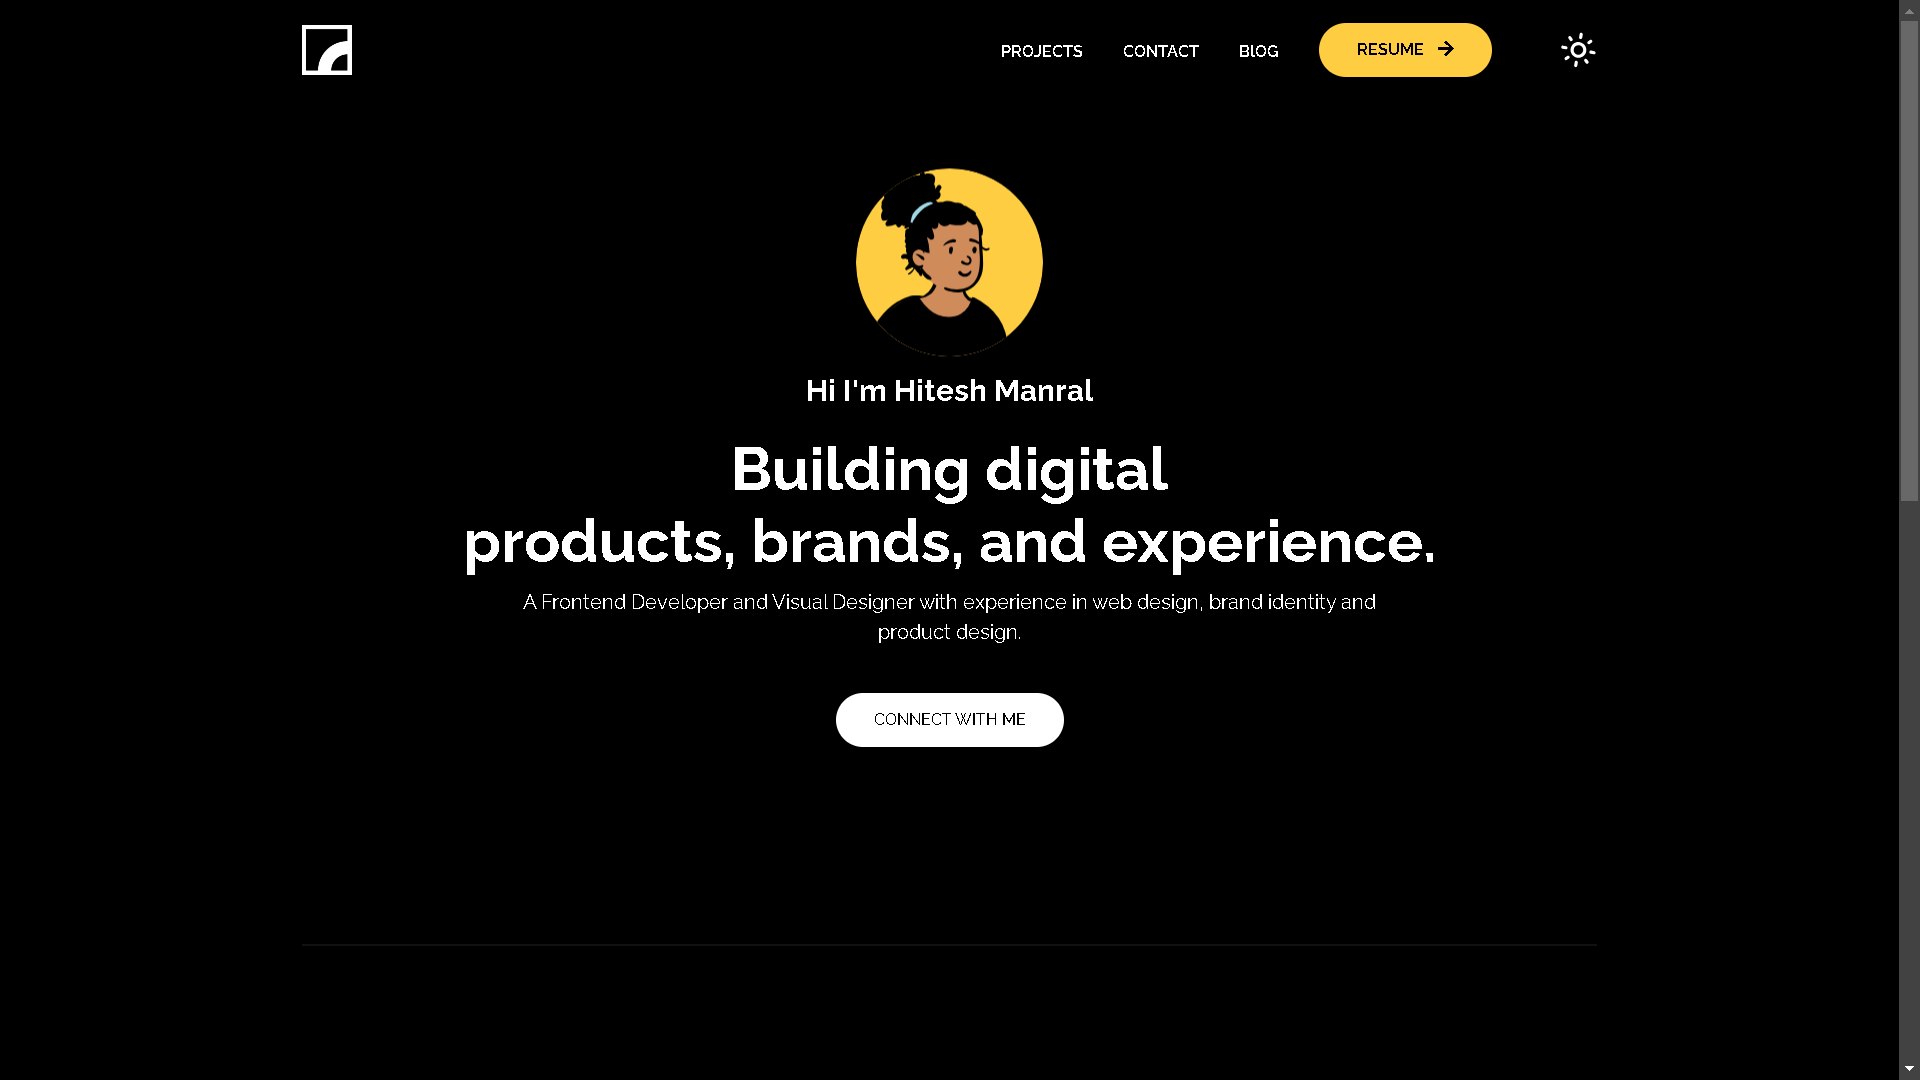 PROJECTS
CONTACT
BlOG
RESUME
Hi I'm Hitesh Manral
Building digital
products, brands, and experience.
A Frontend Developer and Visual Designer with experience in web design, brand identity and
product design.
CONNECT WITH ME